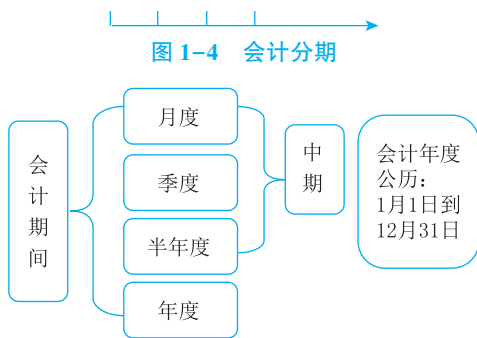 图 1-4 会计分期
会计期间
月度
季度
半年度
年度
中期
会计年度
公历：
1月1日到
12月31日